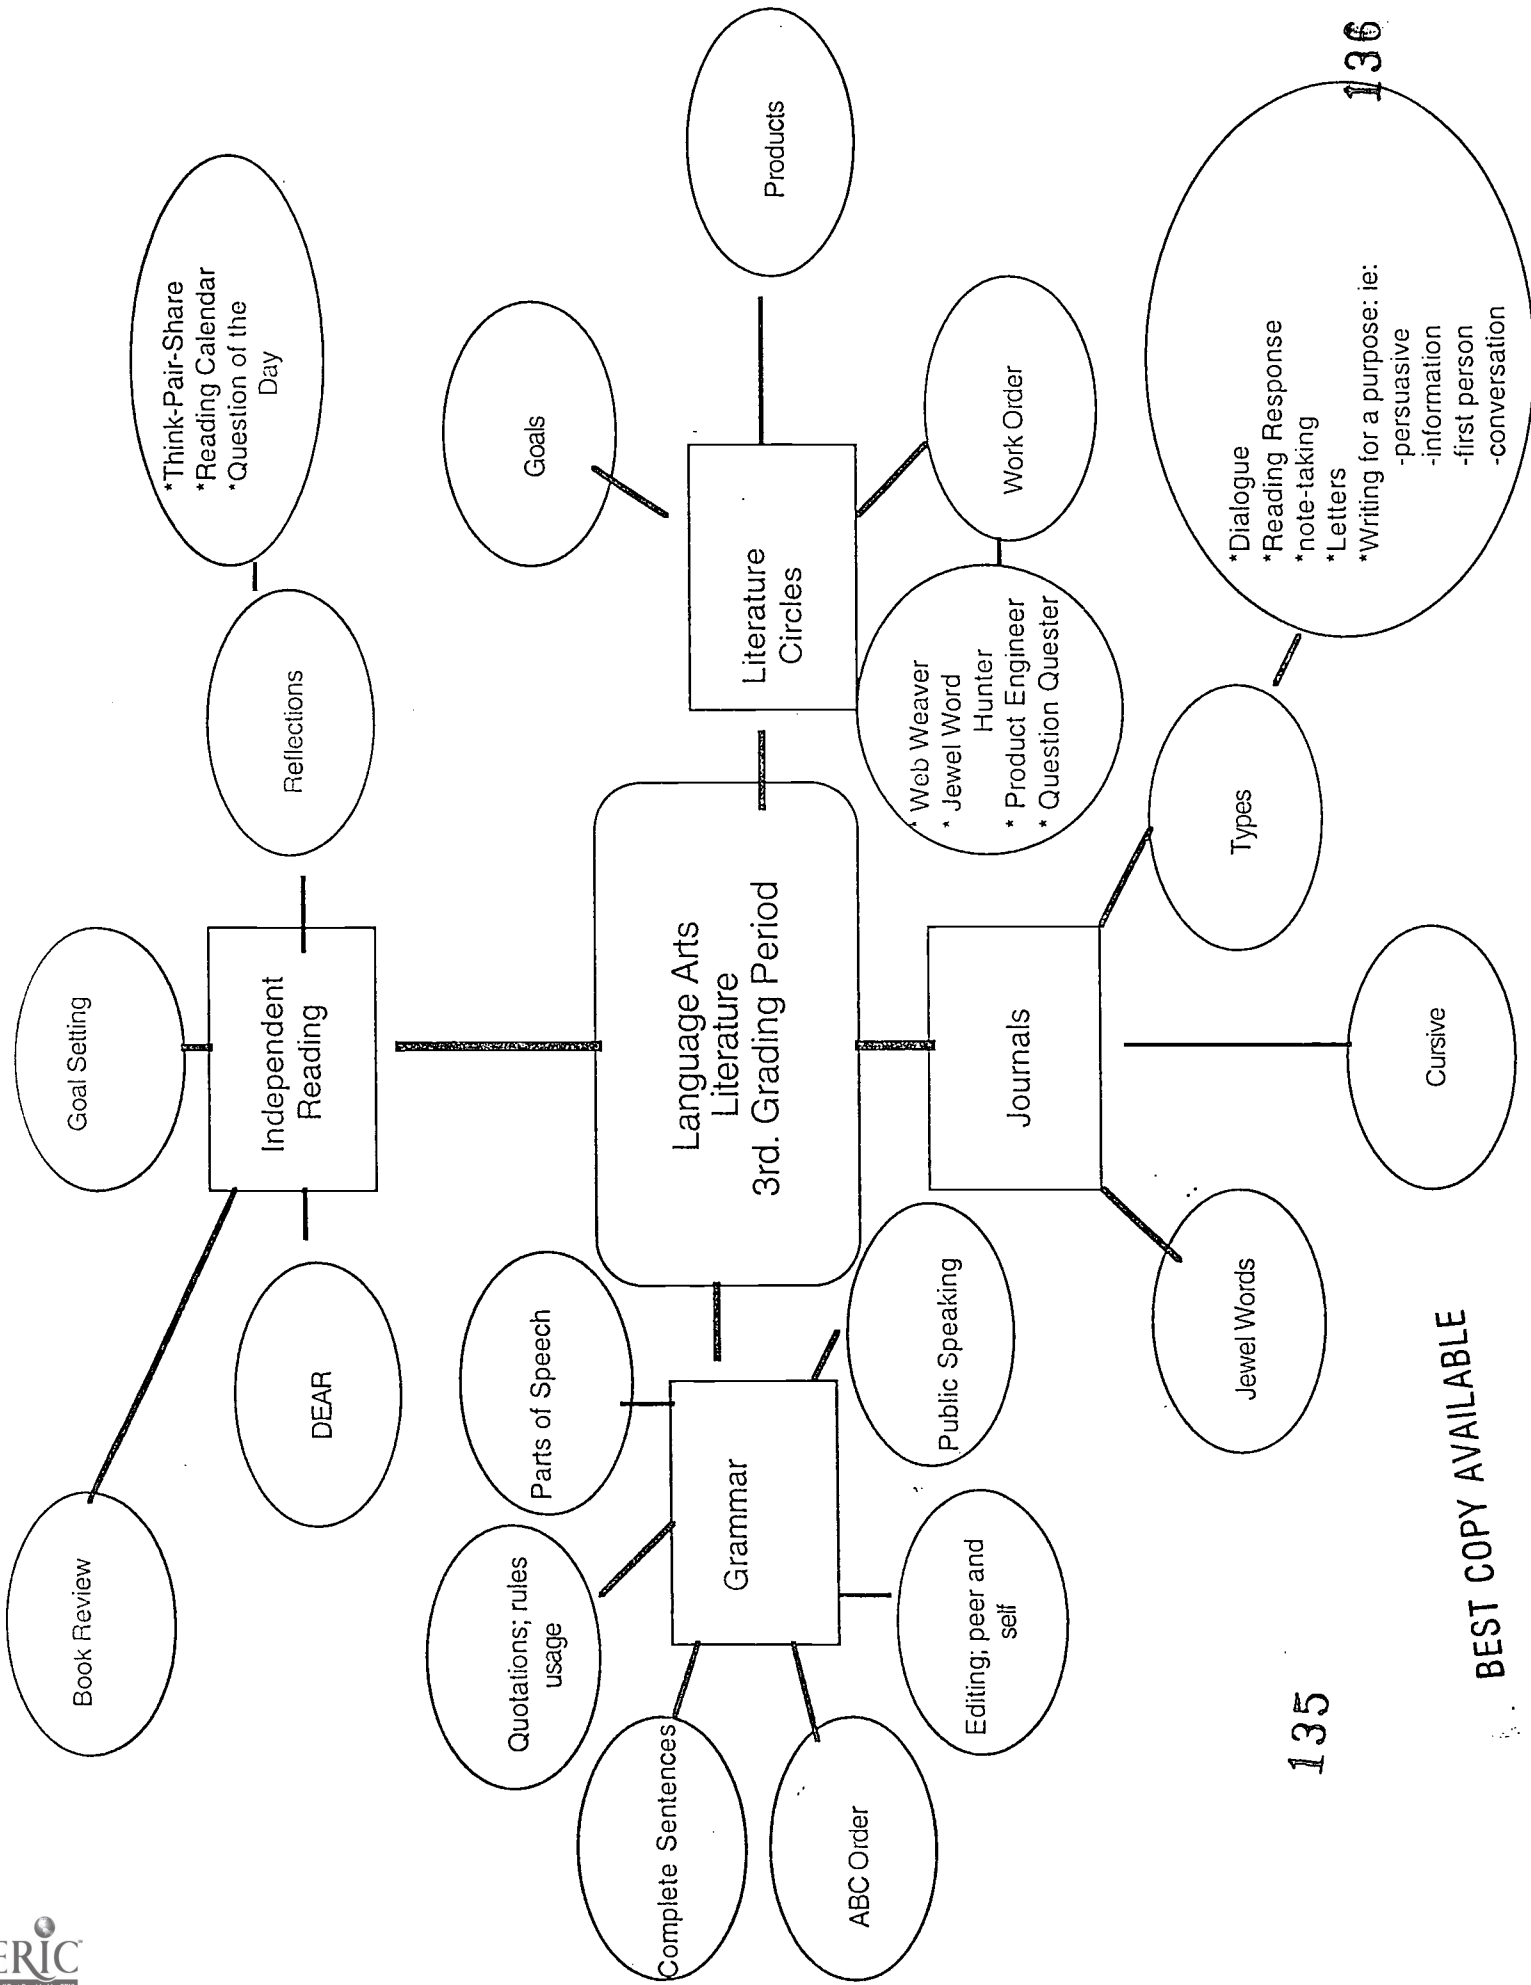 Book Review
Goal Setting
*Think-Pair-Share
*Reading Calendar
*Question of the
Day
Reflections
Independent
Reading
DEAR
Goals
Products
Literature
Circles
Work Order
* Web Weaver
* Jewel Word
Hunter
* Product Engineer
* Question Quester
Language Arts
Literature
3rd. Grading Period
Parts of Speech
Quotations; rules
usage
Grammar
Complete Sentences
ABC Order
Editing; peer and
self
Public Speaking
Journals
Types
*Dialogue
*Reading Response
*note-taking
*Letters
*Writing for a purpose: ie:
-persuasive
-information
-first person
-conversation
Jewel Words
Cursive
135
136
BEST COPY AVAILABLE
ERIC